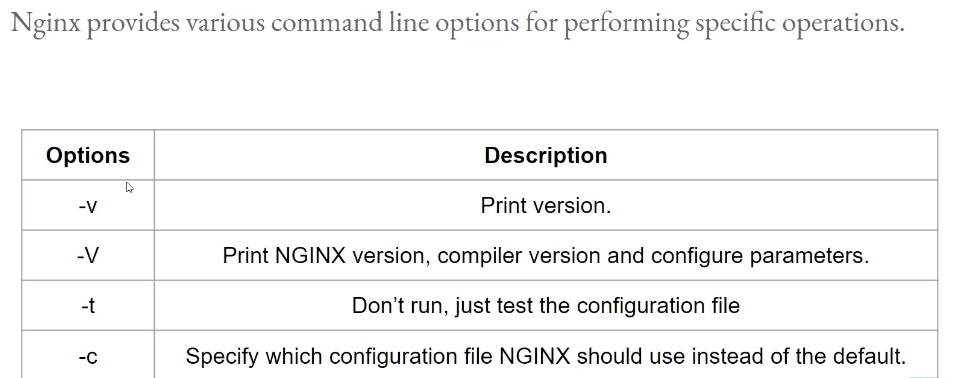 Nginx provides various command line options for performing specific operations.
Options Description
-v Print version.
-V Print NGINX version, compiler version and configure parameters.
-t Don’t run, just test the configuration file
-c Specify which configuration file NGINX should use instead of the default.